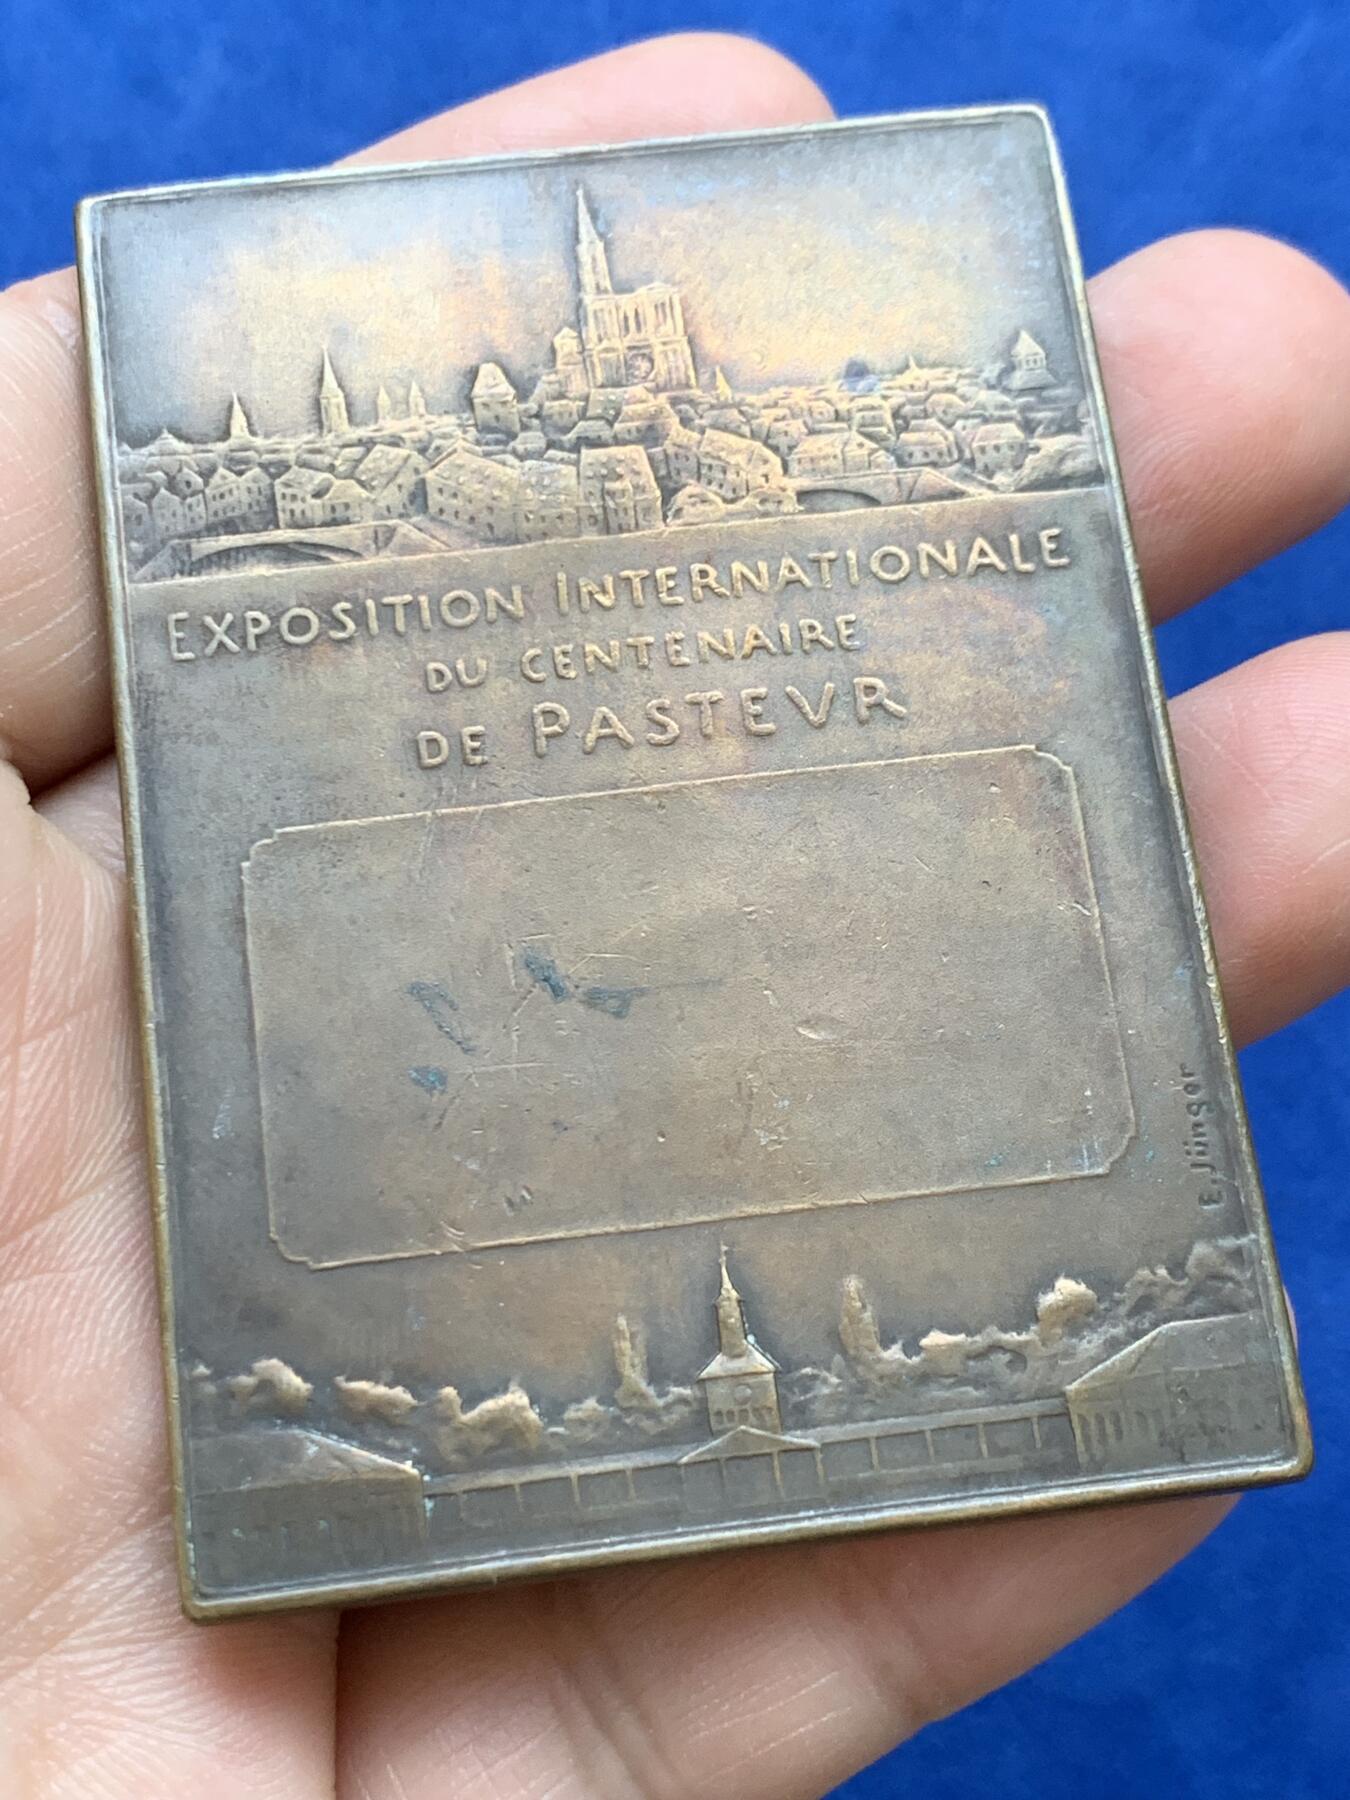 EXPOSITION INTERNATIONALE
DU CENTENAIRE
DE PASTEVR
E. Jünger